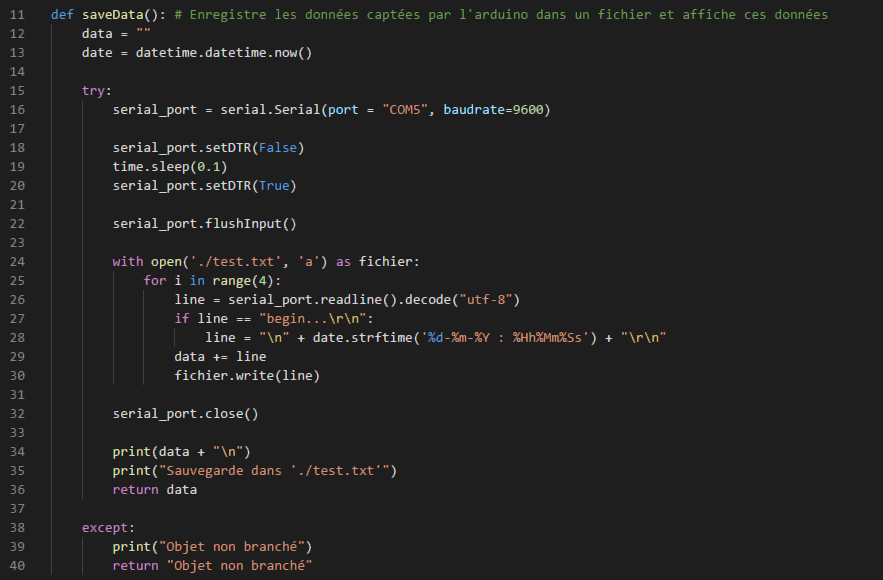 11 def saveData(): # Enregistre les données captées par l'arduino dans un fichier et affiche ces données
12     data = ""
13     date = datetime.datetime.now()
14
15     try:
16         serial_port = serial.Serial(port = "COM5", baudrate=9600)
17
18         serial_port.setDTR(False)
19         time.sleep(0.1)
20         serial_port.setDTR(True)
21
22         serial_port.flushInput()
23
24         with open('./test.txt', 'a') as fichier:
25             for i in range(4):
26                 line = serial_port.readline().decode("utf-8")
27                 if line == "begin...\r\n":
28                     line = "\n" + date.strftime('%d-%m-%Y : %Hh%Mm%Ss') + "\r\n"
29                 data += line
30                 fichier.write(line)
31
32         serial_port.close()
33
34         print(data + "\n")
35         print("Sauvegarde dans './test.txt'")
36         return data
37
38     except:
39         print("Objet non branché")
40         return "Objet non branché"